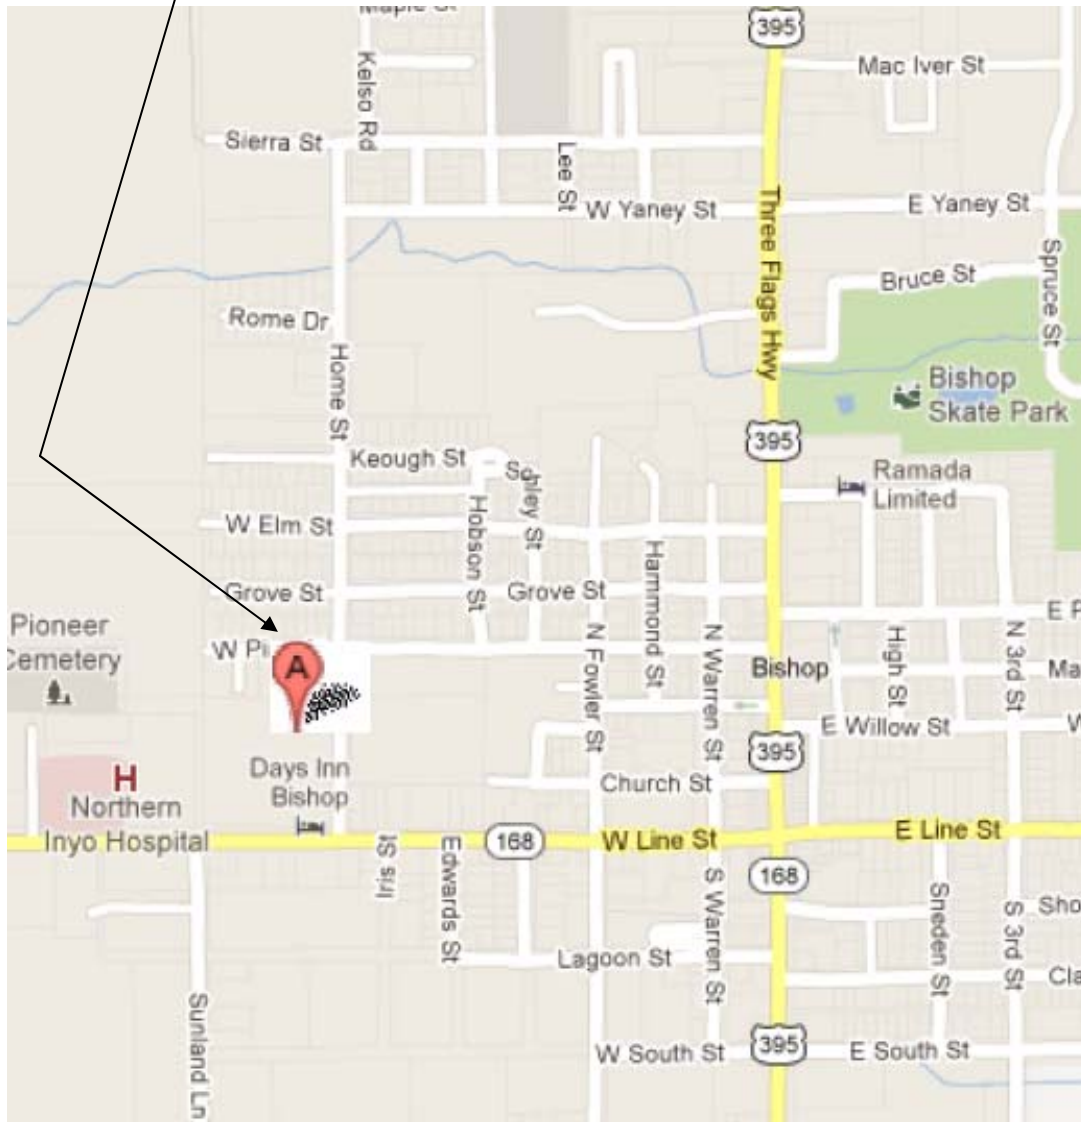 395
Mac Iver St
Kelso Rd
Sierra St
Lee St
W Yaney St
E Yaney St
Three Flags Hwy
Bruce St
Spruce St
Rome Dr
Home St
Bishop
Skate Park
395
Keough St
Ramada
Limited
W Elm St
Hobson St
Hammond St
Grove St
Grove St
Pioneer
Cemetery
W
A
N Fowler St
N Warren St
Bishop
High St
N 3rd St
E Willow St
395
Days Inn
Bishop
H
Northern
Inyo Hospital
Church St
168
W Line St
E Line St
Iris St
Edwards St
168
S Warren St
Sneden St
S 3rd St
Lagoon St
Sunland Ln
W South St
395
E South St